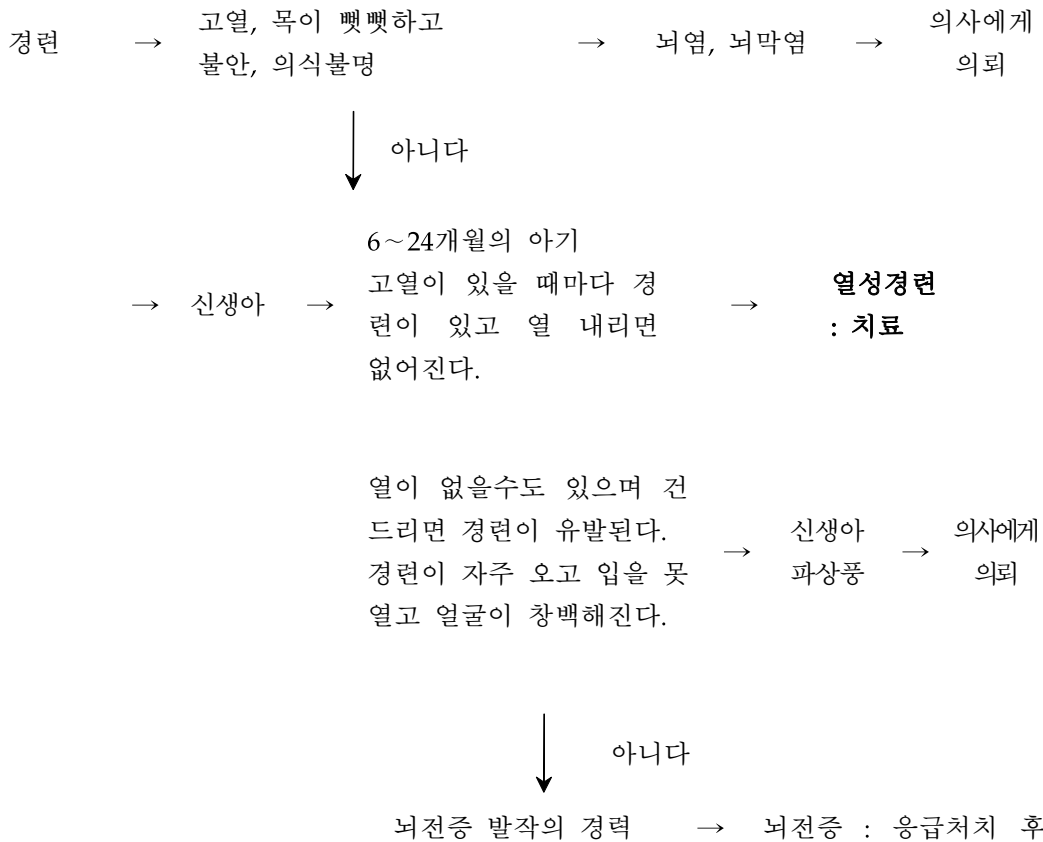 경련 → 고열, 목이 뻣뻣하고 불안, 의식불명 → 뇌염, 뇌막염 → 의사에게 의뢰
아니다
→ 신생아 → 6～24개월의 아기
고열이 있을 때마다 경
련이 있고 열 내리면
없어진다.
→ 열성경련
: 치료
열이 없을수도 있으며 건
드리면 경련이 유발된다.
경련이 자주 오고 입을 못
열고 얼굴이 창백해진다.
→ 신생아
파상풍
→ 의사에게
의뢰
아니다
뇌전증 발작의 경력 → 뇌전증 : 응급처치 후